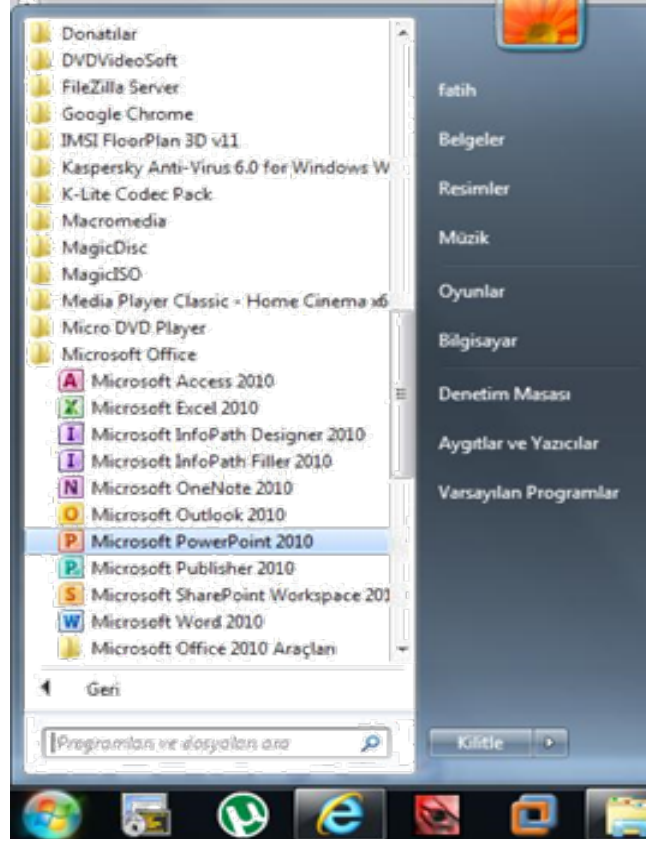 Donatılar
DVDVideoSoft
FileZilla Server
Google Chrome
IMSI FloorPlan 3D v11
Kaspersky Anti-Virus 6.0 for Windows W
K-Lite Codec Pack
Macromedia
MagicDisc
MagicISO
Media Player Classic - Home Cinema x6
Micro DVD Player
Microsoft Office
Microsoft Access 2010
Microsoft Excel 2010
Microsoft InfoPath Designer 2010
Microsoft InfoPath Filler 2010
Microsoft OneNote 2010
Microsoft Outlook 2010
Microsoft PowerPoint 2010
Microsoft Publisher 2010
Microsoft SharePoint Workspace 201
Microsoft Word 2010
Microsoft Office 2010 Araçları
Geri
Programları ve dosyaları ara
fatih
Belgeler
Resimler
Müzik
Oyunlar
Bilgisayar
Denetim Masası
Aygıtlar ve Yazıcılar
Varsayılan Programlar
Kilitle